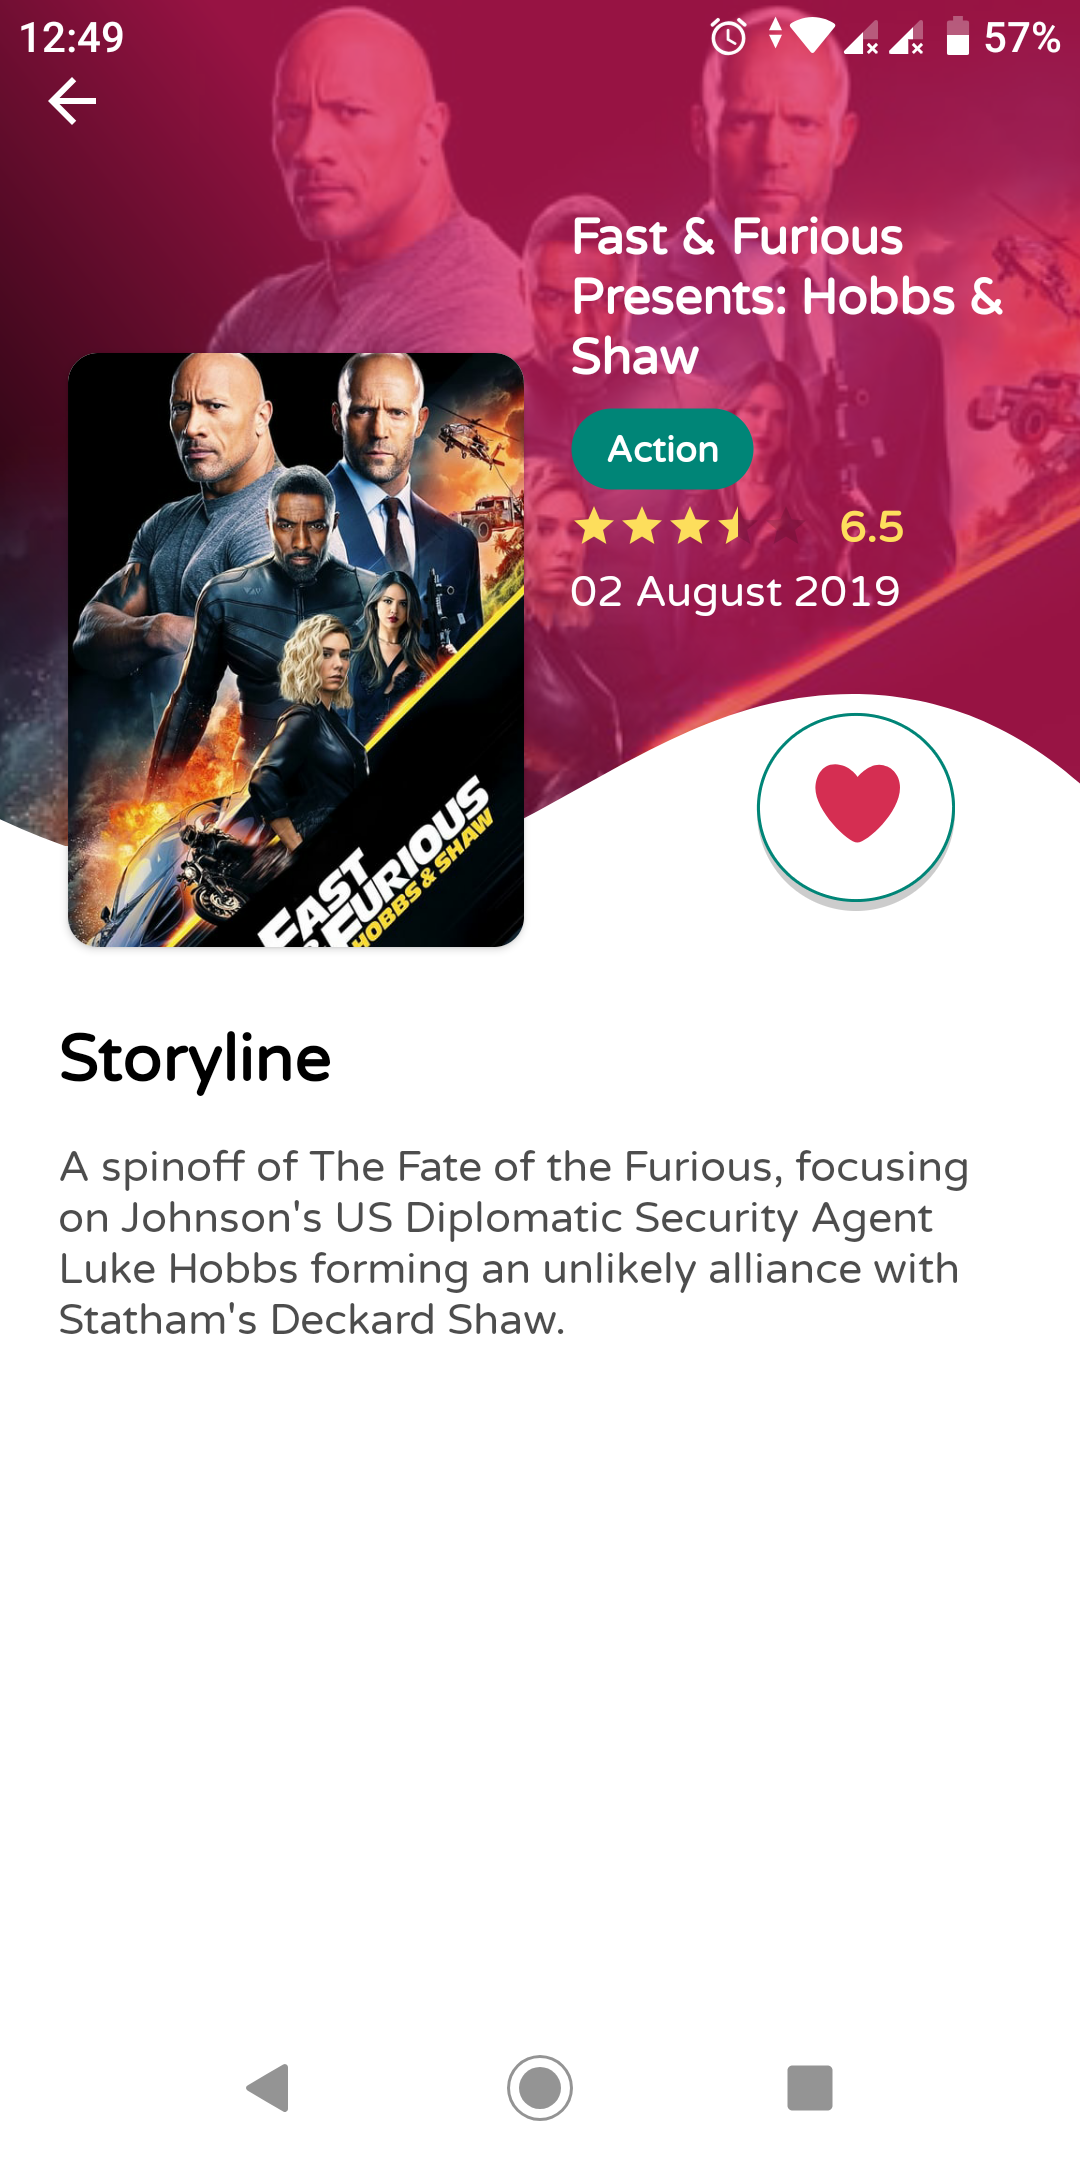 12:49
57%
Fast & Furious
Presents: Hobbs &
Shaw
Action
6.5
02 August 2019
FAST
FURIOUS
HOBBS & SHAW
Storyline
A spinoff of The Fate of the Furious, focusing
on Johnson's US Diplomatic Security Agent
Luke Hobbs forming an unlikely alliance with
Statham's Deckard Shaw.